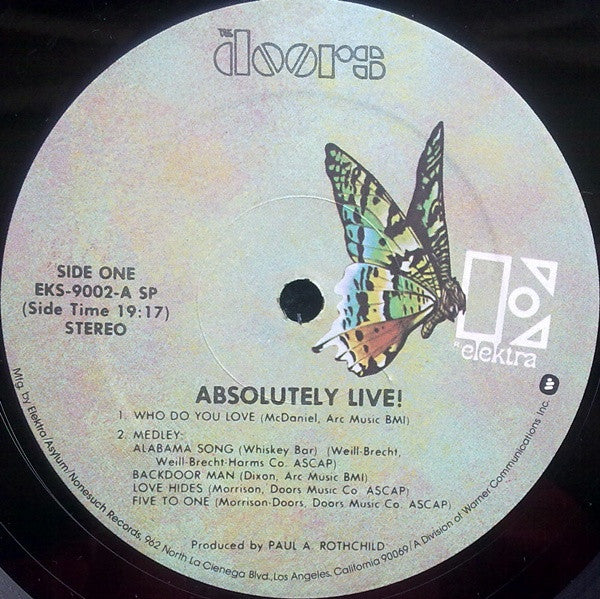 THE
doors
SIDE ONE
EKS-9002-A SP
(Side Time 19:17)
STEREO
elektra
ABSOLUTELY LIVE!
1. WHO DO YOU LOVE (McDaniel, Arc Music BMI)
2. MEDLEY:
ALABAMA SONG (Whiskey Bar) (Weill-Brecht,
Weill-Brecht-Harms Co. ASCAP)
BACKDOOR MAN (Dixon, Arc Music BMI)
LOVE HIDES (Morrison, Doors Music Co. ASCAP)
FIVE TO ONE (Morrison-Doors, Doors Music Co. ASCAP)
Produced by PAUL A. ROTHCHILD
Mfg. by Elektra/Asylum/Nonesuch Records, 962 North La Cienega Blvd., Los Angeles, California 90069/A Division of Warner Communications Inc.